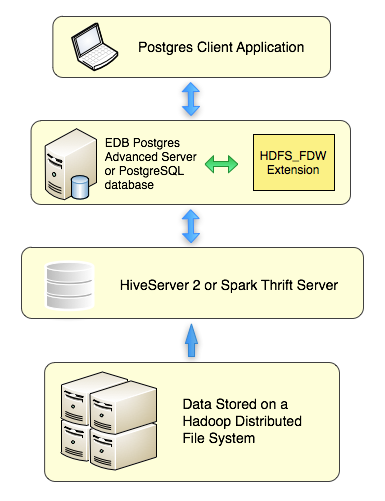 Postgres Client Application
EDB Postgres
Advanced Server
or PostgreSQL
database
HDFS_FDW
Extension
HiveServer 2 or Spark Thrift Server
Data Stored on a
Hadoop Distributed
File System